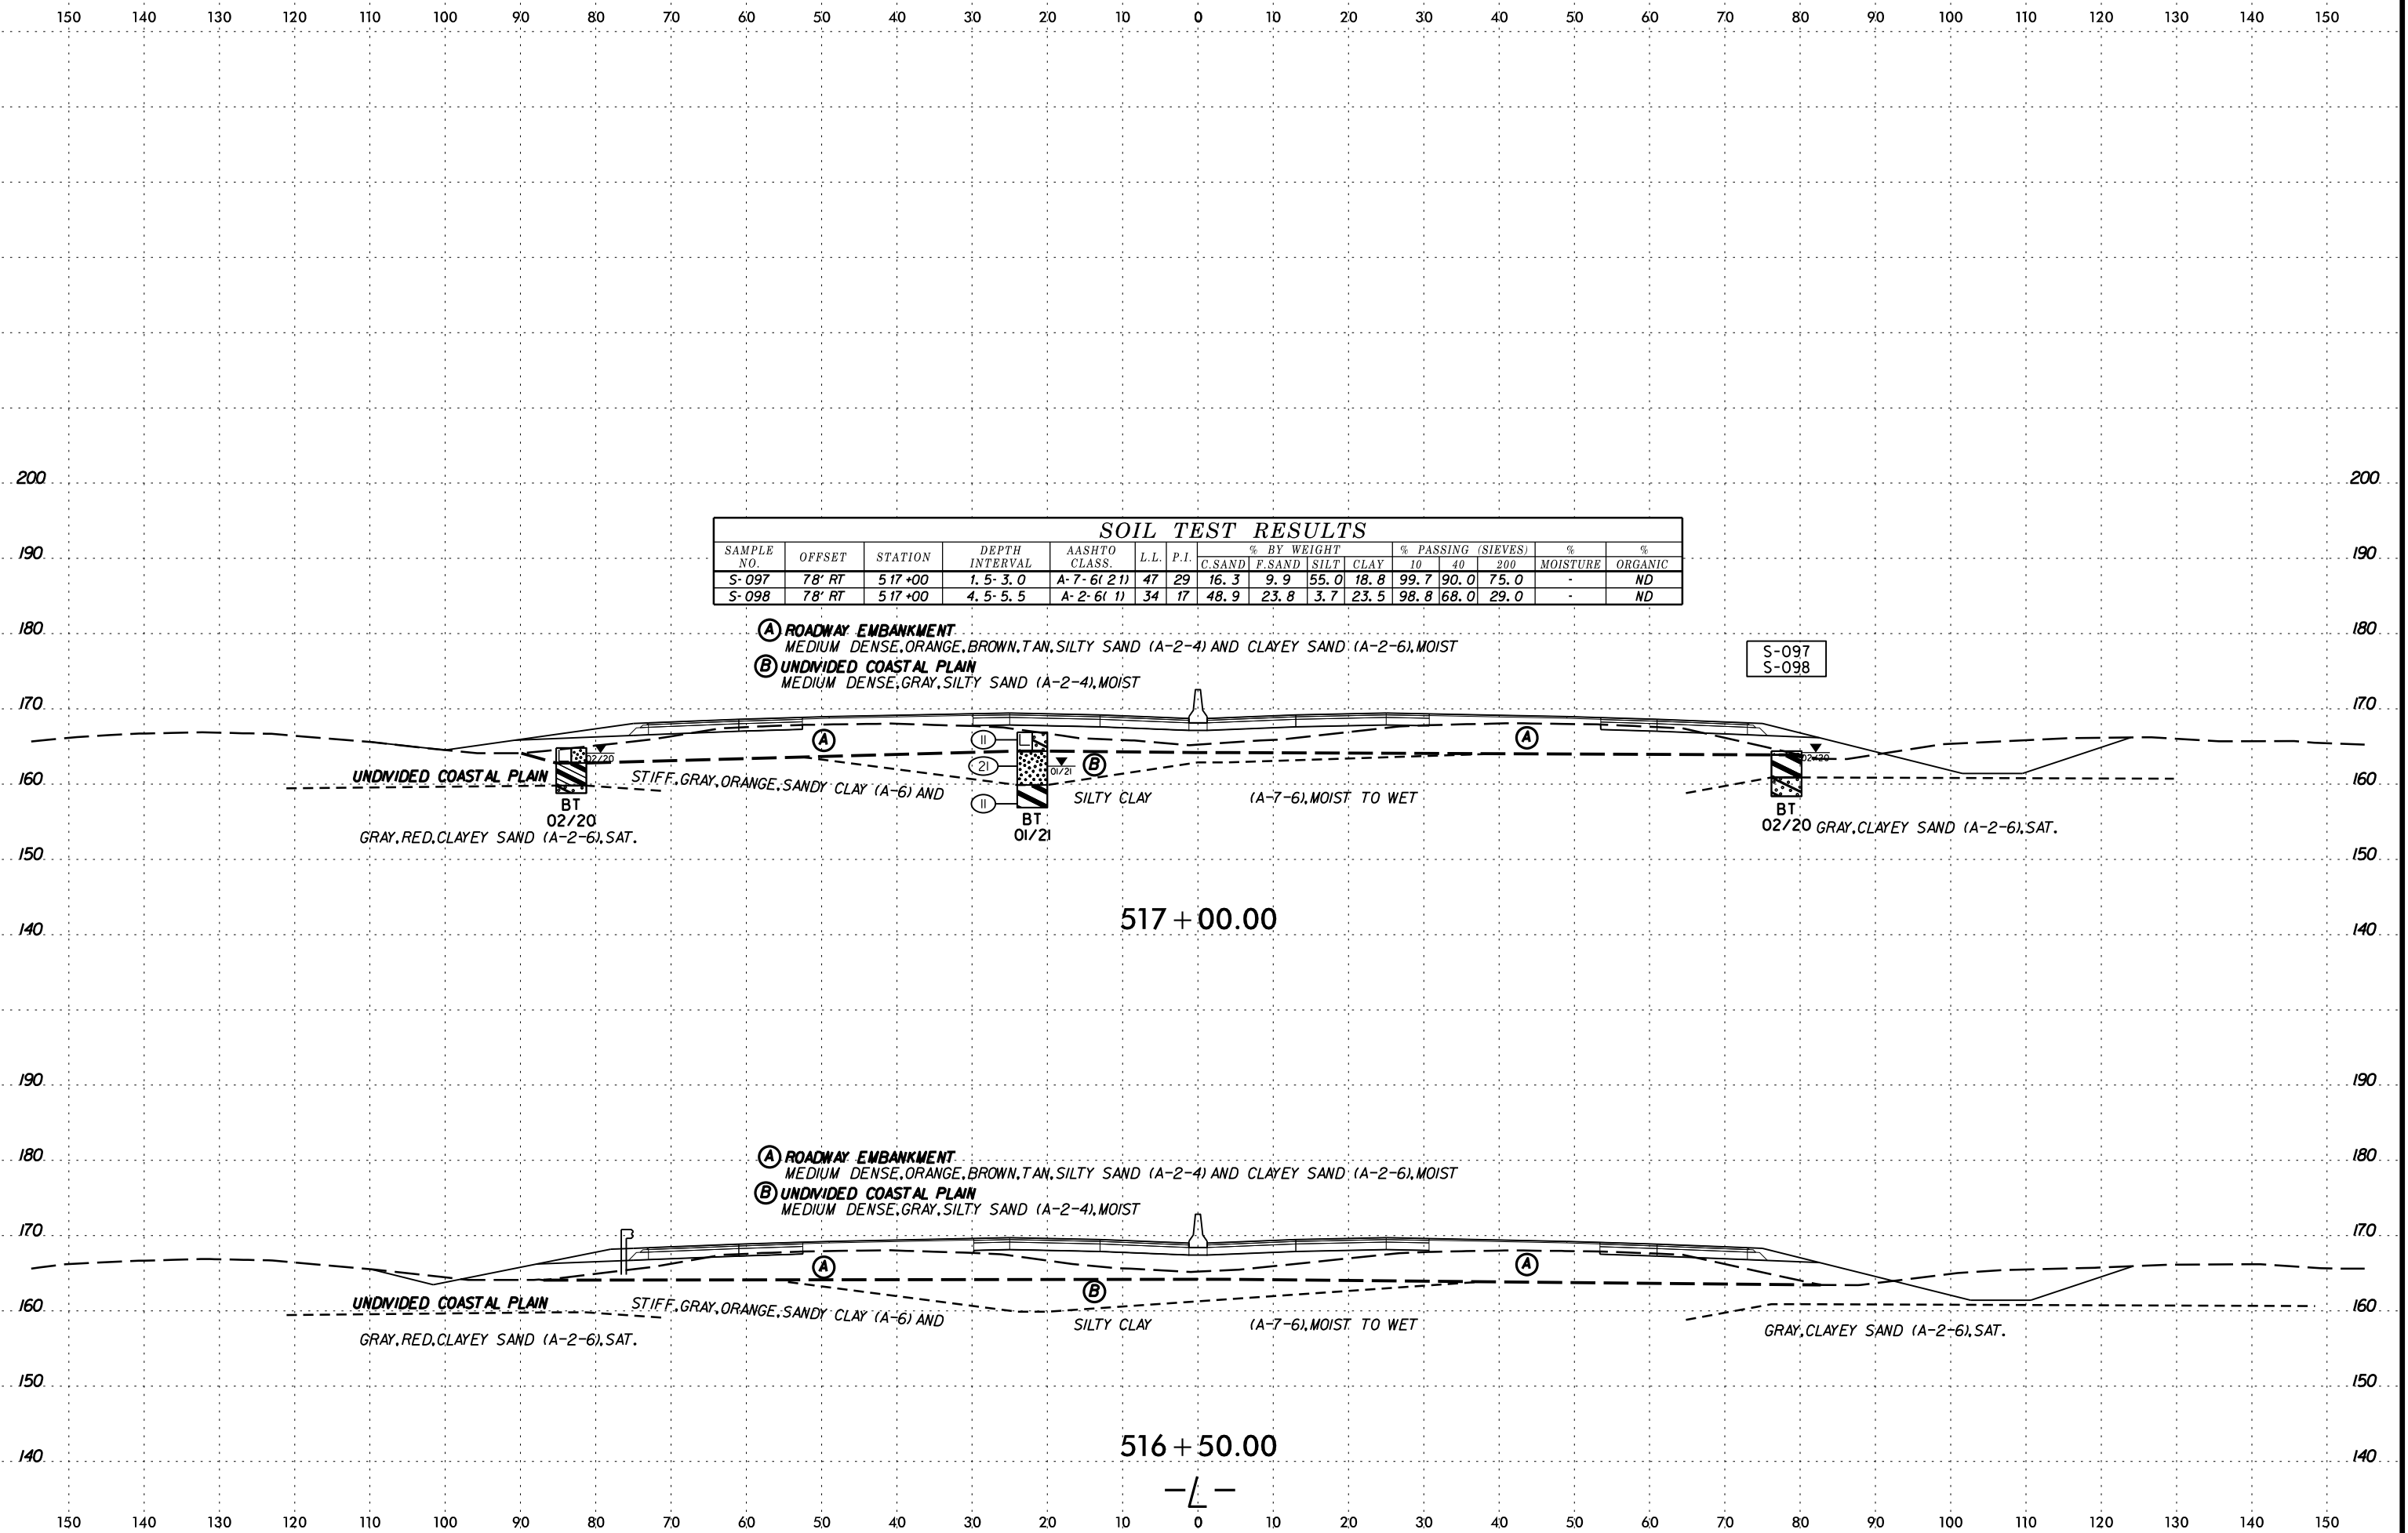 150 140 130 120 110 100 90 80 70 60 50 40 30 20 10 0 10 20 30 40 50 60 70 80 90 100 110 120 130 140 150
200 200
SOIL TEST RESULTS
SAMPLE NO. OFFSET STATION DEPTH INTERVAL AASHTO CLASS. L.L. P.I. % BY WEIGHT % PASSING (SIEVES) % MOISTURE % ORGANIC
C.SAND F.SAND SILT CLAY 10 40 200
S-097 78' RT 517+00 1.5-3.0 A-7-6(21) 47 29 16.3 9.9 55.0 18.8 99.7 90.0 75.0 - ND
S-098 78' RT 517+00 4.5-5.5 A-2-6(1) 34 17 48.9 23.8 3.7 23.5 98.8 68.0 29.0 - ND
190 190
180 180
A ROADWAY EMBANKMENT
MEDIUM DENSE,ORANGE,BROWN,TAN,SILTY SAND (A-2-4) AND CLAYEY SAND (A-2-6),MOIST
B UNDIVIDED COASTAL PLAIN
MEDIUM DENSE,GRAY,SILTY SAND (A-2-4),MOIST
S-097
S-098
170 170
A 11 A
02/20 21 01/21 B 02/20
160 UNDIVIDED COASTAL PLAIN STIFF,GRAY,ORANGE,SANDY CLAY (A-6) AND SILTY CLAY (A-7-6),MOIST TO WET 160
11
BT
02/20
BT
01/21
BT
02/20
GRAY,RED,CLAYEY SAND (A-2-6),SAT.
GRAY,CLAYEY SAND (A-2-6),SAT.
150 150
517+00.00
140 140
190 190
180 180
A ROADWAY EMBANKMENT
MEDIUM DENSE,ORANGE,BROWN,TAN,SILTY SAND (A-2-4) AND CLAYEY SAND (A-2-6),MOIST
B UNDIVIDED COASTAL PLAIN
MEDIUM DENSE,GRAY,SILTY SAND (A-2-4),MOIST
170 170
A A
B
160 UNDIVIDED COASTAL PLAIN STIFF,GRAY,ORANGE,SANDY CLAY (A-6) AND SILTY CLAY (A-7-6),MOIST TO WET 160
GRAY,RED,CLAYEY SAND (A-2-6),SAT.
GRAY,CLAYEY SAND (A-2-6),SAT.
150 150
516+50.00
140 140
-L-
150 140 130 120 110 100 90 80 70 60 50 40 30 20 10 0 10 20 30 40 50 60 70 80 90 100 110 120 130 140 150